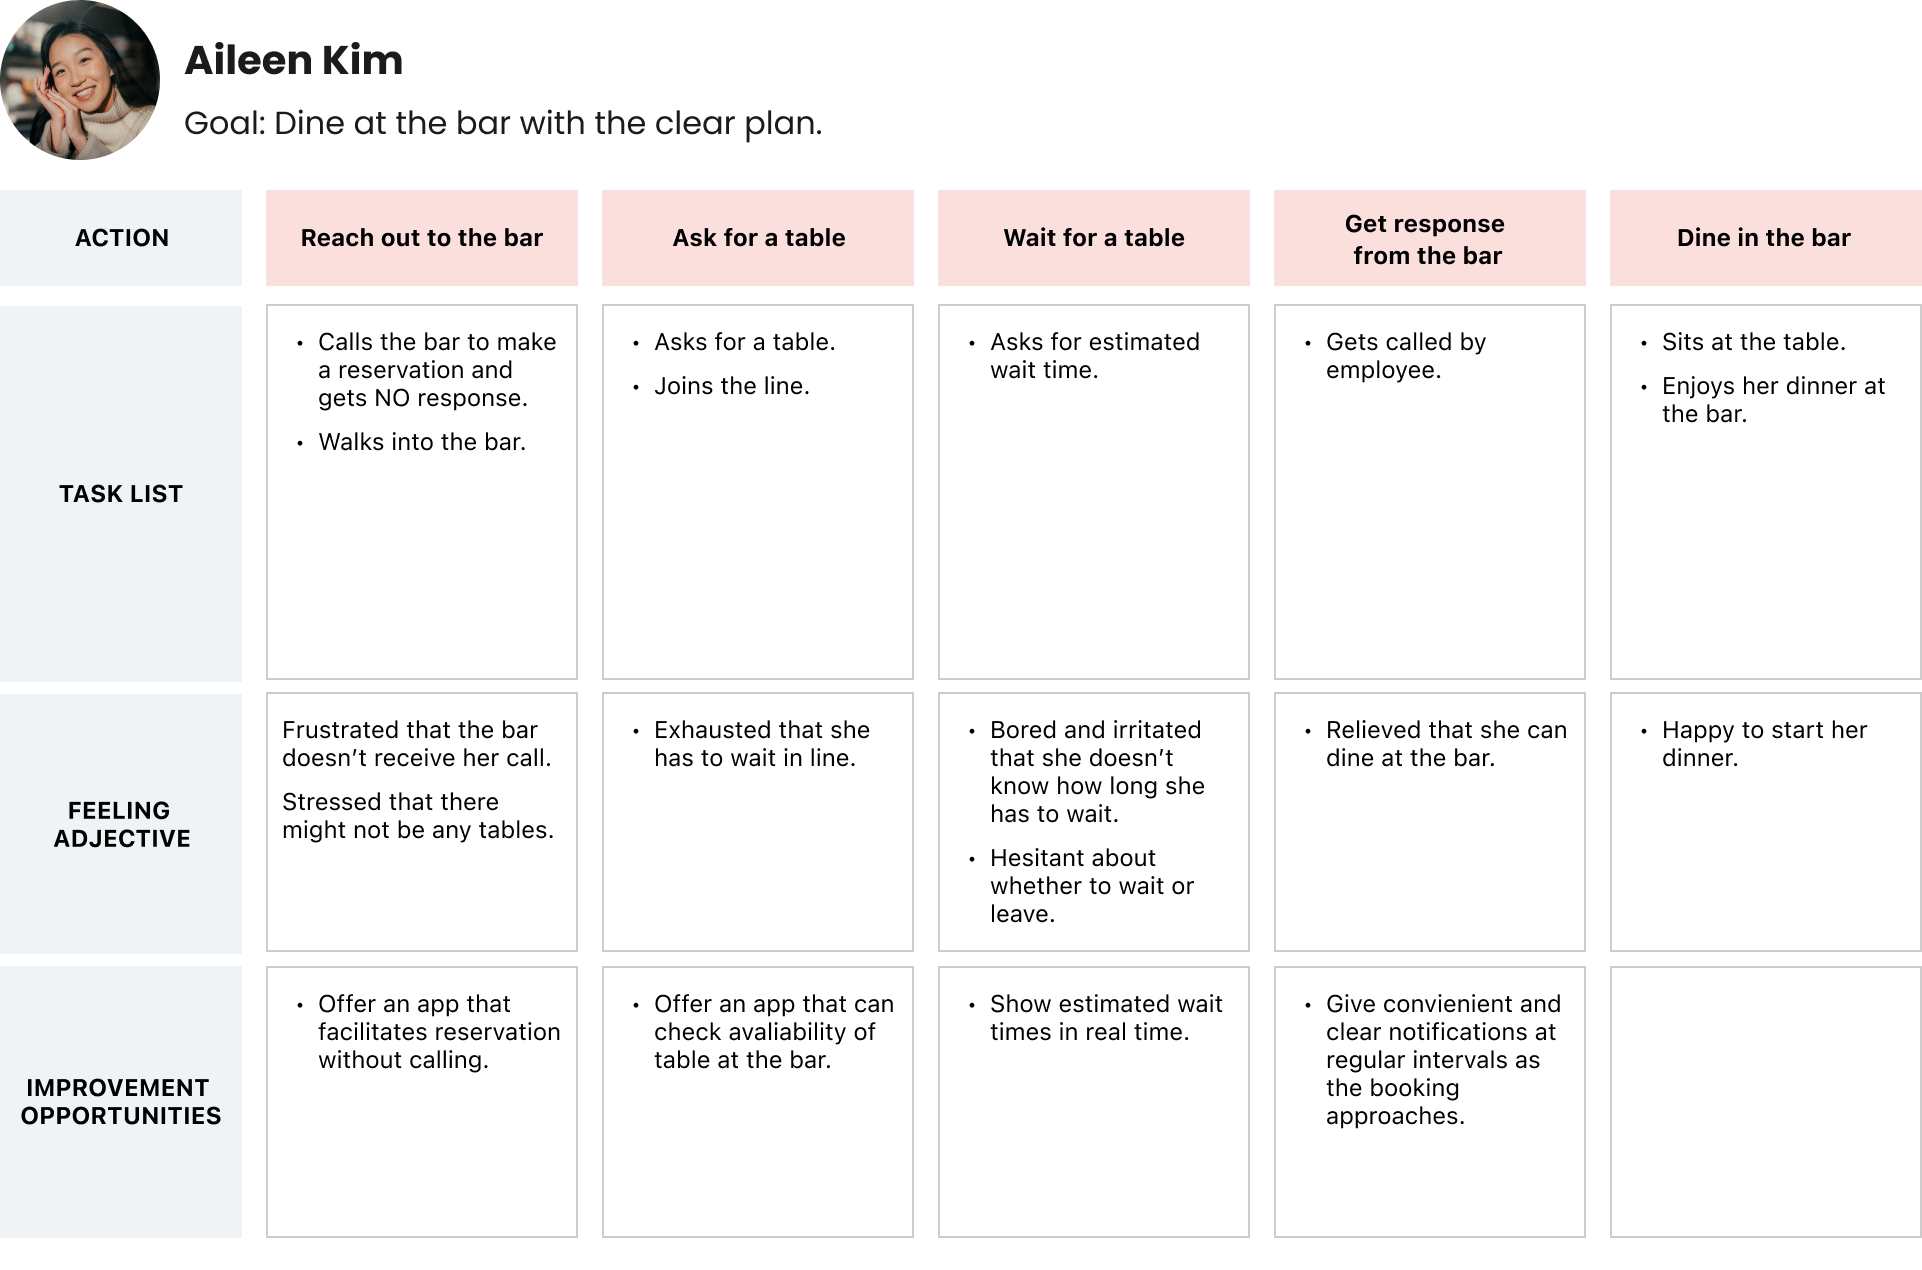 Aileen Kim
Goal: Dine at the bar with the clear plan.
ACTION
Reach out to the bar
Ask for a table
Wait for a table
Get response
from the bar
Dine in the bar
TASK LIST
• Calls the bar to make
a reservation and
gets NO response.
• Walks into the bar.
• Asks for a table.
• Joins the line.
• Asks for estimated
wait time.
• Gets called by
employee.
• Sits at the table.
• Enjoys her dinner at
the bar.
FEELING
ADJECTIVE
Frustrated that the bar
doesn’t receive her call.
Stressed that there
might not be any tables.
• Exhausted that she
has to wait in line.
• Bored and irritated
that she doesn’t
know how long she
has to wait.
• Hesitant about
whether to wait or
leave.
• Relieved that she can
dine at the bar.
• Happy to start her
dinner.
IMPROVEMENT
OPPORTUNITIES
• Offer an app that
facilitates reservation
without calling.
• Offer an app that can
check avaliability of
table at the bar.
• Show estimated wait
times in real time.
• Give convienient and
clear notifications at
regular intervals as
the booking
approaches.